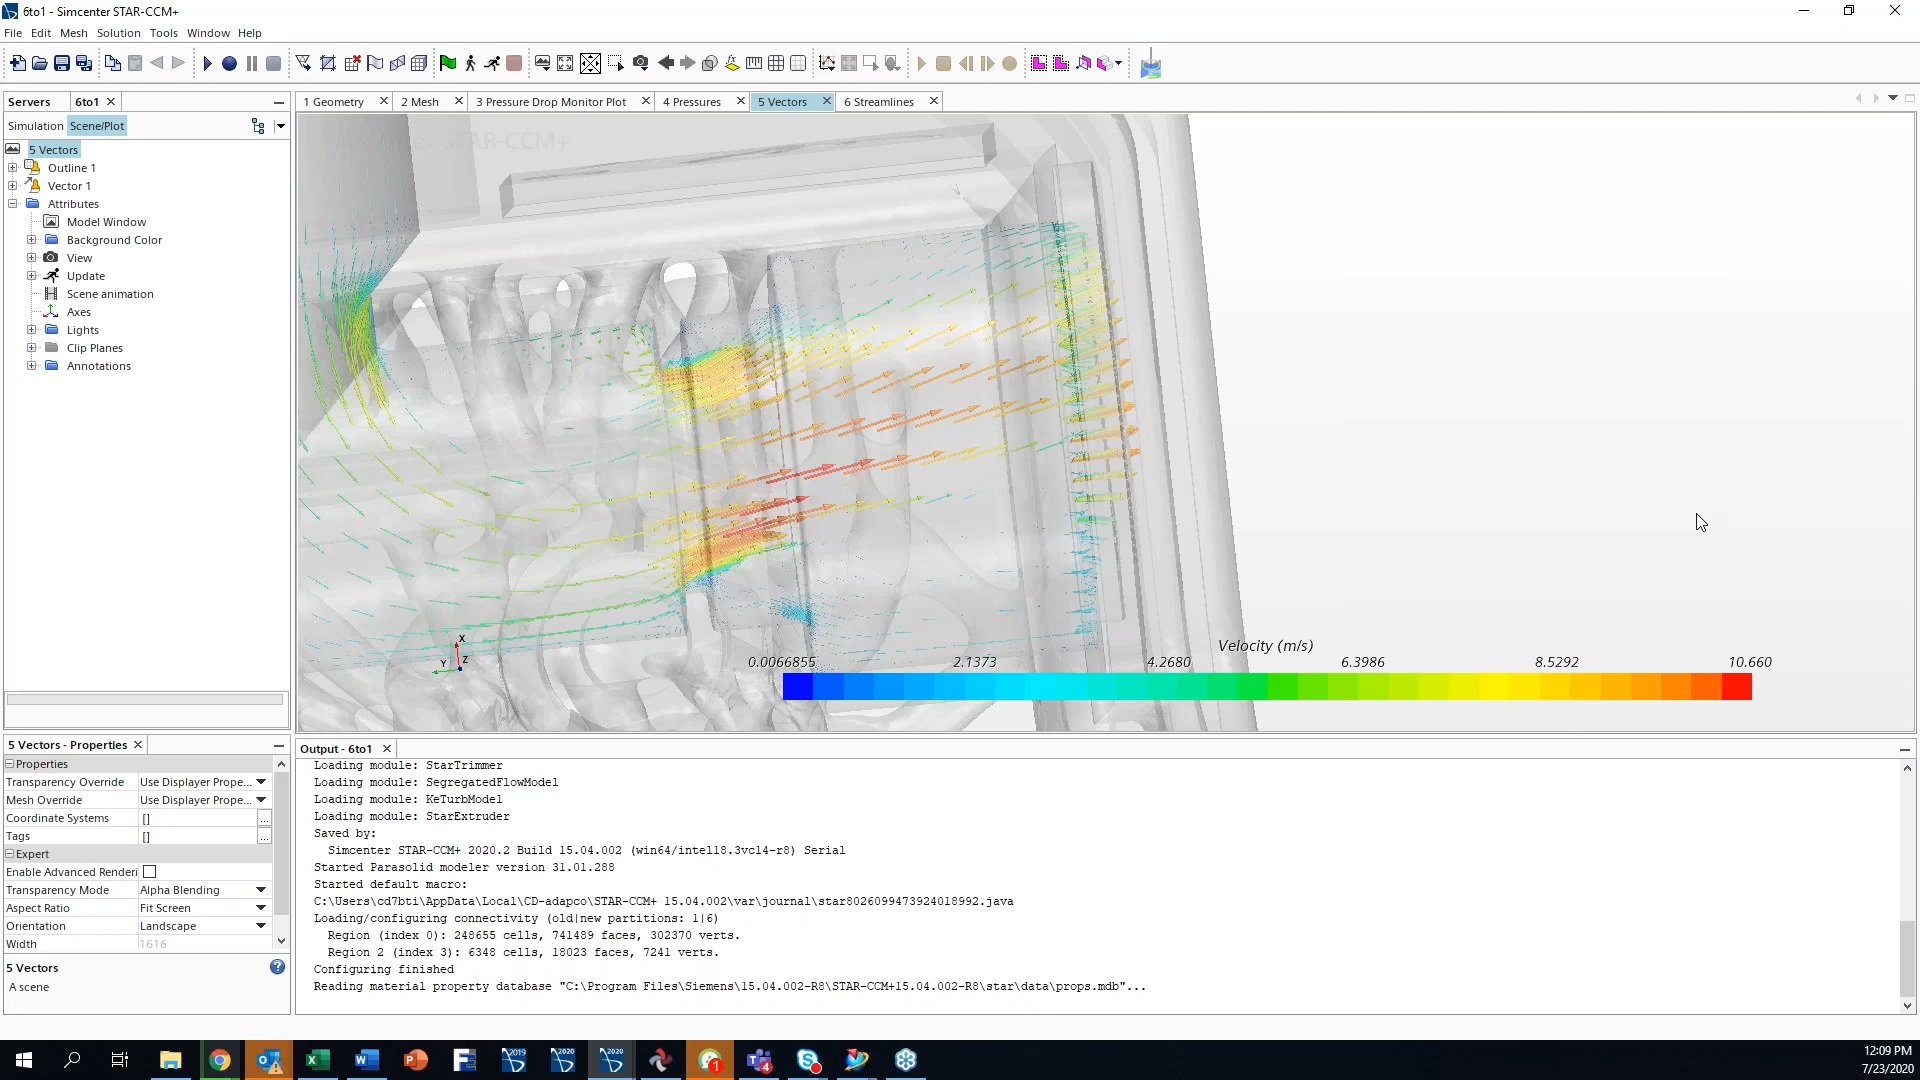 6to1 - Simcenter STAR-CCM+
File Edit Mesh Solution Tools Window Help
Servers 6to1
1 Geometry 2 Mesh 3 Pressure Drop Monitor Plot 4 Pressures 5 Vectors 6 Streamlines
Simulation Scene/Plot
5 Vectors
Outline 1
Vector 1
Attributes
Model Window
Background Color
View
Update
Scene animation
Axes
Lights
Clip Planes
Annotations
STAR-CCM+
X
Y Z
Velocity (m/s)
0.0066855 2.1373 4.2680 6.3986 8.5292 10.660
5 Vectors - Properties
Properties
Transparency Override Use Displayer Prope...
Mesh Override Use Displayer Prope...
Coordinate Systems []
Tags []
Expert
Enable Advanced Renderi
Transparency Mode Alpha Blending
Aspect Ratio Fit Screen
Orientation Landscape
Width 1616
5 Vectors
A scene
Output - 6to1
Loading module: StarTrimmer
Loading module: SegregatedFlowModel
Loading module: KeTurbModel
Loading module: StarExtruder
Saved by:
Simcenter STAR-CCM+ 2020.2 Build 15.04.002 (win64/intel18.3vc14-r8) Serial
Started Parasolid modeler version 31.01.288
Started default macro:
C:\Users\cd7bti\AppData\Local\CD-adapco\STAR-CCM+ 15.04.002\var\journal\star8026099473924018992.java
Loading/configuring connectivity (old|new partitions: 1|6)
Region (index 0): 248655 cells, 741489 faces, 302370 verts.
Region 2 (index 3): 6348 cells, 18023 faces, 7241 verts.
Configuring finished
Reading material property database "C:\Program Files\Siemens\15.04.002-R8\STAR-CCM+15.04.002-R8\star\data\props.mdb"...
2019 2020 2020 1 4
12:09 PM
7/23/2020